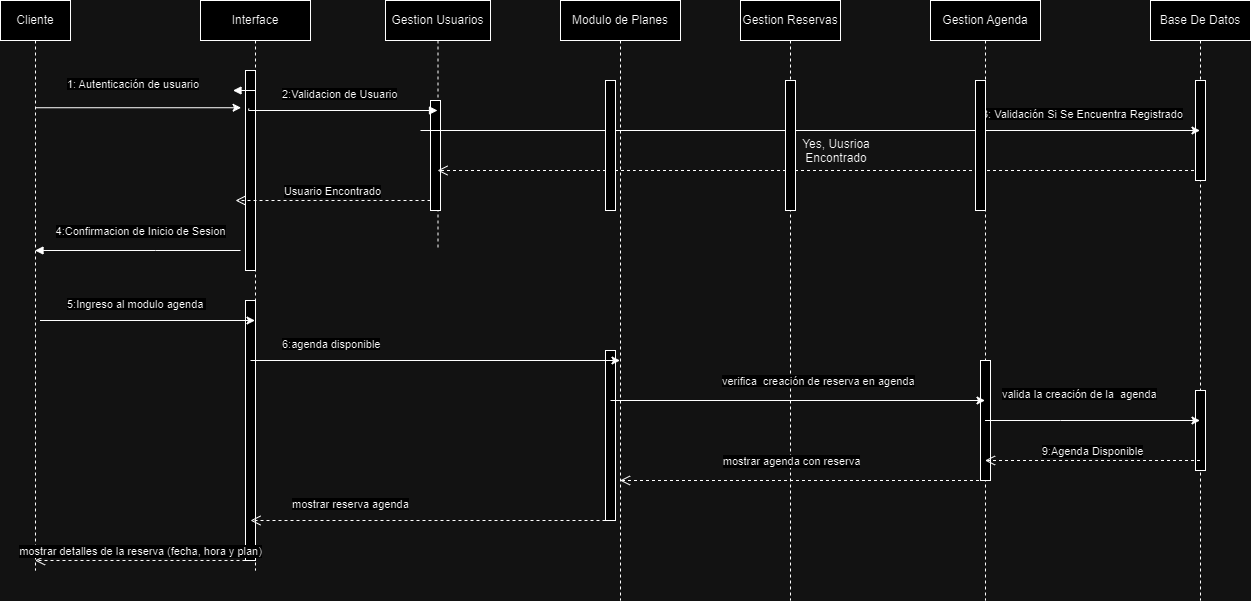 Cliente
Interface
Gestion Usuarios
Modulo de Planes
Gestion Reservas
Gestion Agenda
Base De Datos
1: Autenticación de usuario
2:Validacion de Usuario
3: Validación Si Se Encuentra Registrado
Yes, Uusrioa
Encontrado
Usuario Encontrado
4:Confirmacion de Inicio de Sesion
5:Ingreso al modulo agenda
6:agenda disponible
verifica creación de reserva en agenda
valida la creación de la agenda
9:Agenda Disponible
mostrar agenda con reserva
mostrar reserva agenda
mostrar detalles de la reserva (fecha, hora y plan)